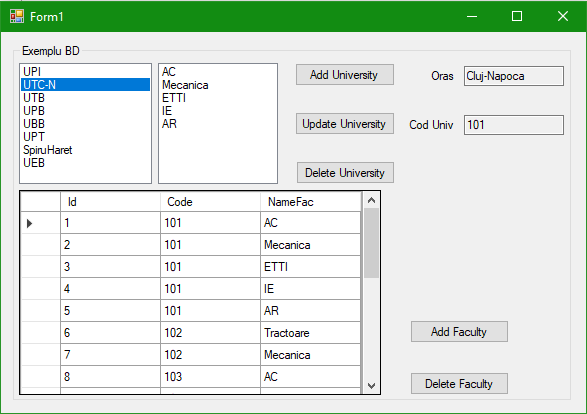 Form1
Exemplu BD
UPI
UTC-N
UTB
UPB
UBB
UPT
SpiruHaret
UEB
AC
Mecanica
ETTI
IE
AR
Add University
Update University
Delete University
Oras Cluj-Napoca
Cod Univ 101
Id Code NameFac
1 101 AC
2 101 Mecanica
3 101 ETTI
4 101 IE
5 101 AR
6 102 Tractoare
7 102 Mecanica
8 103 AC
Add Faculty
Delete Faculty